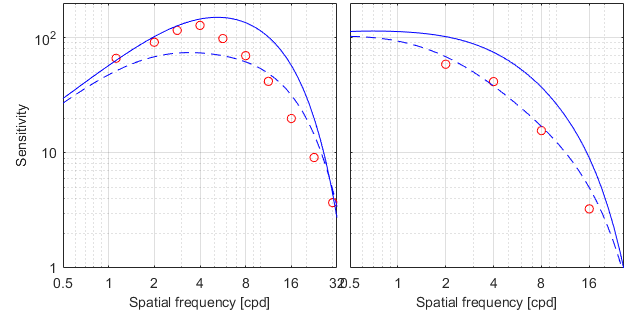 10²
10
1
Sensitivity
0.5 1 2 4 8 16 32
Spatial frequency [cpd]
0.5 1 2 4 8 16
Spatial frequency [cpd]